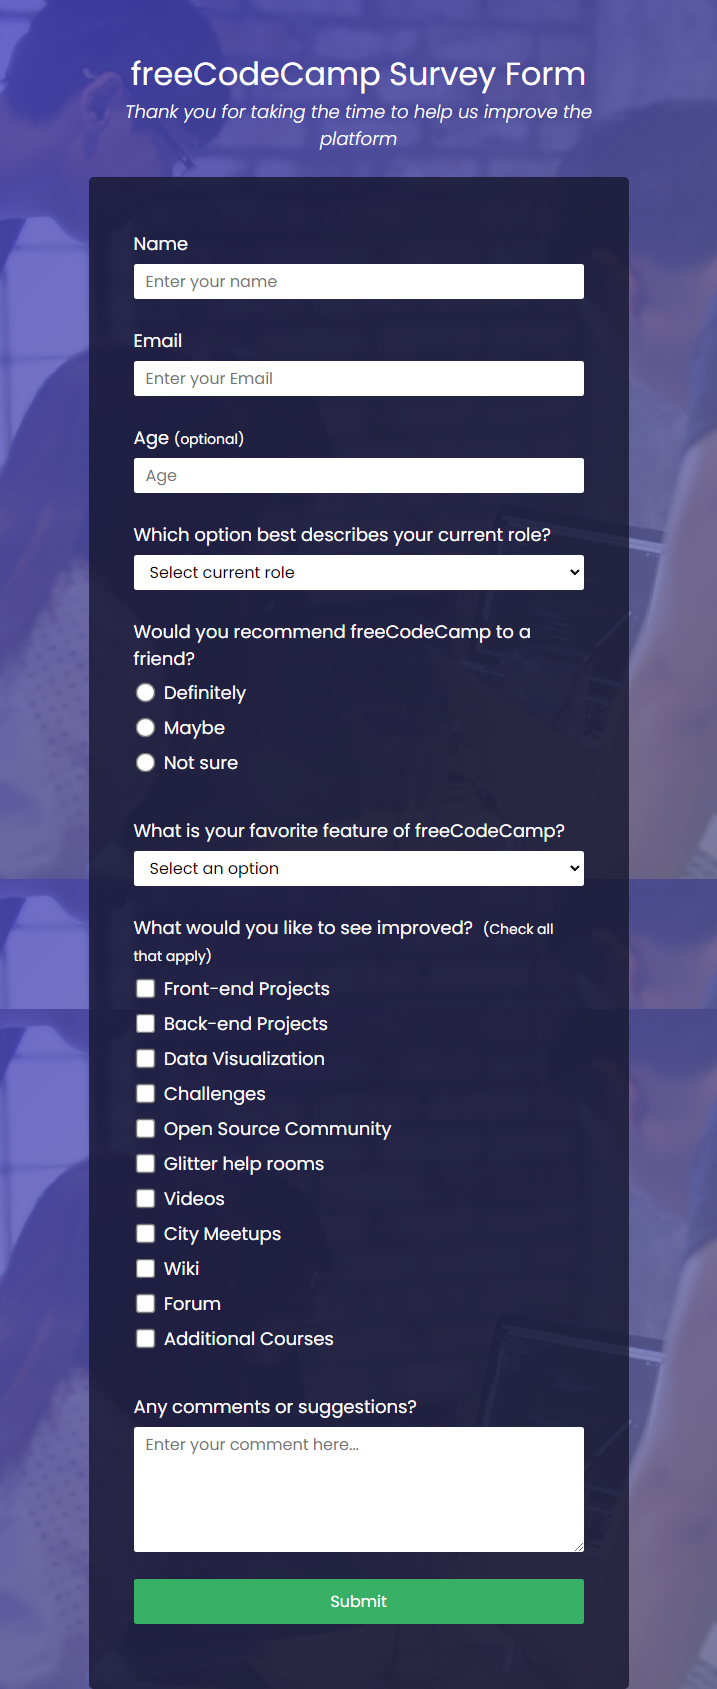 freeCodeCamp Survey Form
Thank you for taking the time to help us improve the
platform
Name
Enter your name
Email
Enter your Email
Age (optional)
Age
Which option best describes your current role?
Select current role
Would you recommend freeCodeCamp to a
friend?
Definitely
Maybe
Not sure
What is your favorite feature of freeCodeCamp?
Select an option
What would you like to see improved? (Check all
that apply)
Front-end Projects
Back-end Projects
Data Visualization
Challenges
Open Source Community
Glitter help rooms
Videos
City Meetups
Wiki
Forum
Additional Courses
Any comments or suggestions?
Enter your comment here...
Submit